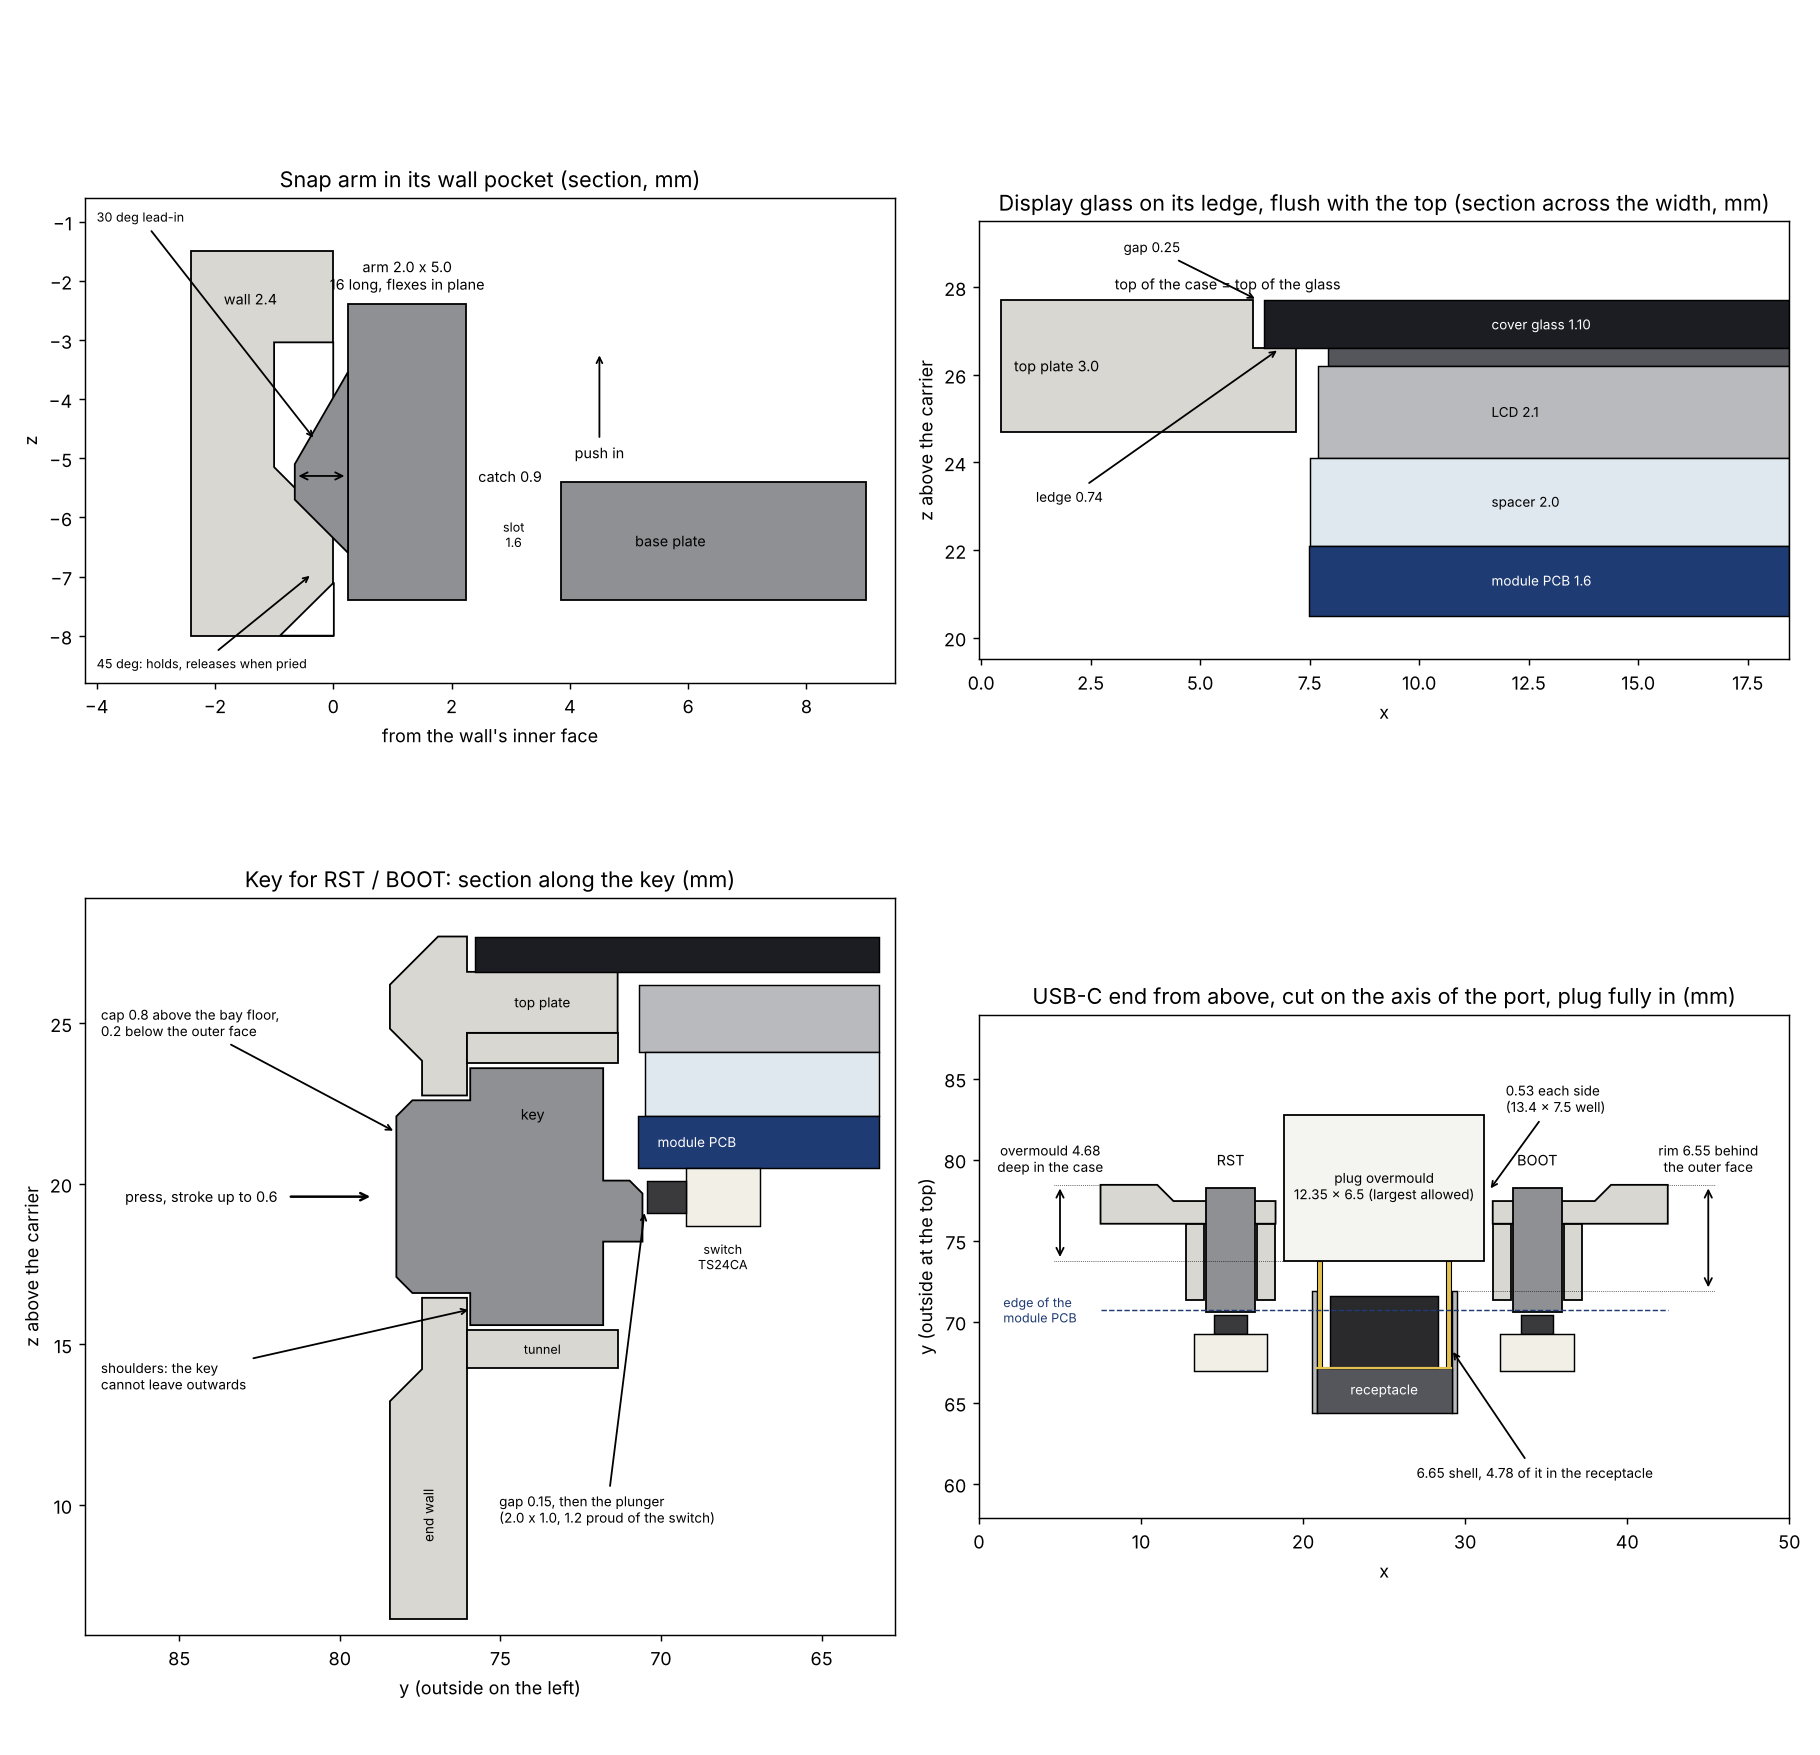 Snap arm in its wall pocket (section, mm)
30 deg lead-in
arm 2.0 x 5.0
16 long, flexes in plane
wall 2.4
push in
catch 0.9
slot
1.6
base plate
45 deg: holds, releases when pried
−1
−2
−3
−4
−5
−6
−7
−8
z
−4
−2
0
2
4
6
8
from the wall's inner face
Display glass on its ledge, flush with the top (section across the width, mm)
gap 0.25
top of the case = top of the glass
cover glass 1.10
top plate 3.0
LCD 2.1
ledge 0.74
spacer 2.0
module PCB 1.6
28
26
24
22
20
z above the carrier
0.0
2.5
5.0
7.5
10.0
12.5
15.0
17.5
x
Key for RST / BOOT: section along the key (mm)
top plate
cap 0.8 above the bay floor,
0.2 below the outer face
key
module PCB
press, stroke up to 0.6
switch
TS24CA
tunnel
shoulders: the key
cannot leave outwards
end wall
gap 0.15, then the plunger
(2.0 x 1.0, 1.2 proud of the switch)
25
20
15
10
z above the carrier
85
80
75
70
65
y (outside on the left)
USB-C end from above, cut on the axis of the port, plug fully in (mm)
0.53 each side
(13.4 × 7.5 well)
overmould 4.68
deep in the case
RST
BOOT
rim 6.55 behind
the outer face
plug overmould
12.35 × 6.5 (largest allowed)
edge of the
module PCB
receptacle
6.65 shell, 4.78 of it in the receptacle
85
80
75
70
65
60
y (outside at the top)
0
10
20
30
40
50
x